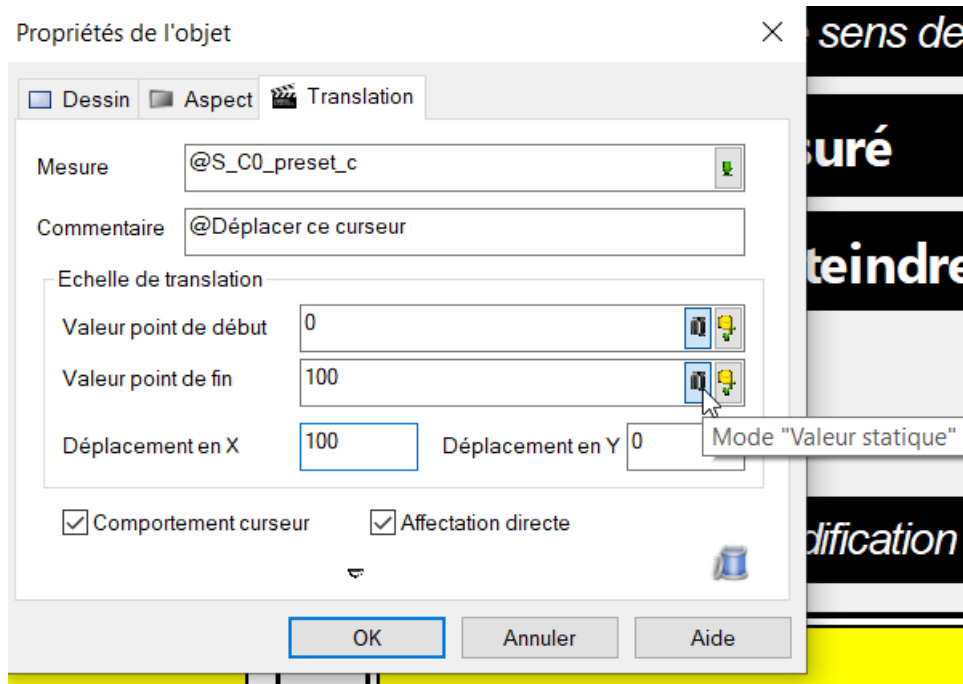 Propriétés de l'objet
sens de
Dessin Aspect Translation
Mesure @S_C0_preset_c
suré
Commentaire @Déplacer ce curseur
teindre
Echelle de translation
Valeur point de début 0
Valeur point de fin 100
Mode "Valeur statique"
Déplacement en X 100 Déplacement en Y 0
Comportement curseur Affectation directe
dification
OK Annuler Aide